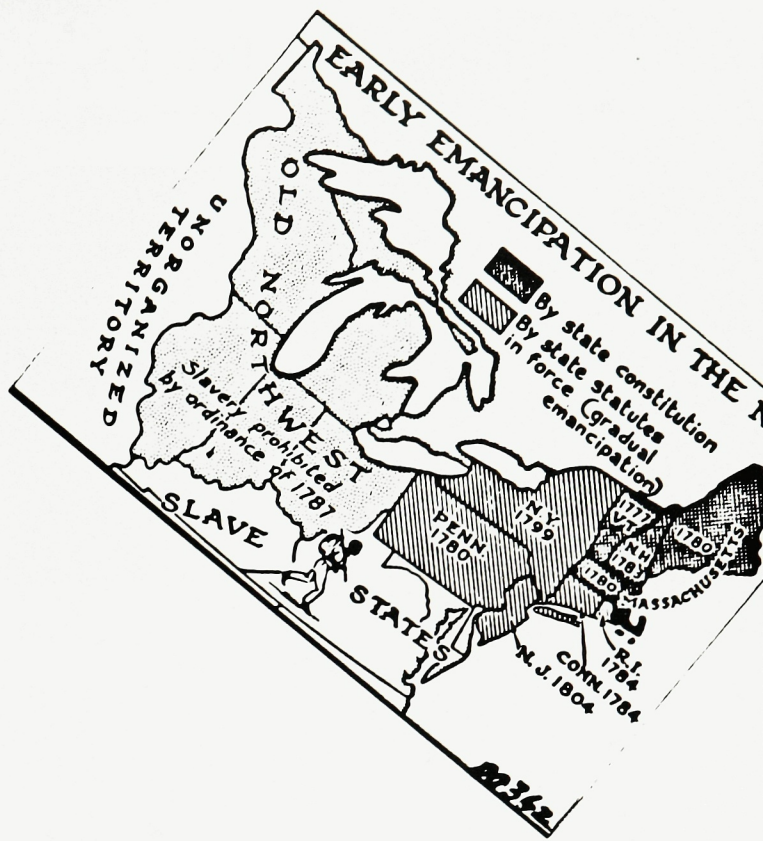 EARLY EMANCIPATION IN THE N
By state constitution
By state statutes
in force (gradual
emancipation)
UNORGANIZED
TERRITORY
OLD NORTHWEST
Slavery prohibited
by ordinance of 1787
SLAVE
STATES
PENN
1780
N.Y.
1799
1777
VT.
N.H.
1783
1780
1780
MASSACHUSETTS
R.I.
1784
CONN. 1784
N.J. 1804